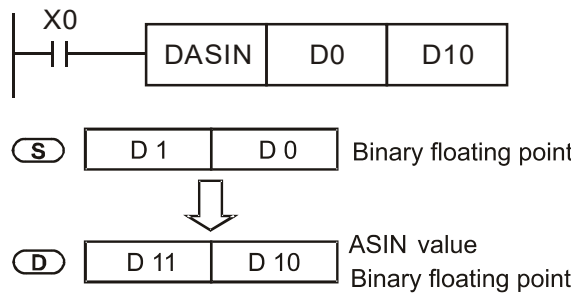 X0
DASIN D0 D10
S D 1 D 0 Binary floating point
D D 11 D 10 ASIN value
Binary floating point